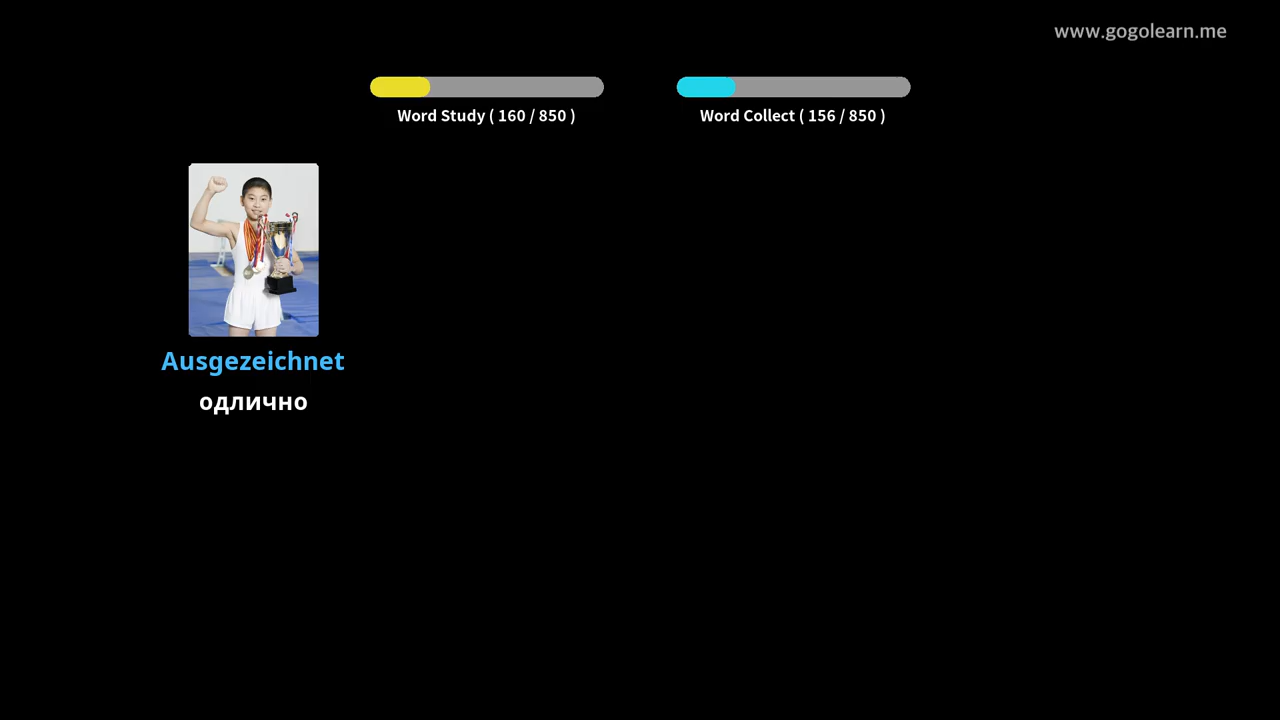 www.gogolearn.me
Word Study ( 160 / 850 )
Word Collect ( 156 / 850 )
Ausgezeichnet
одлично